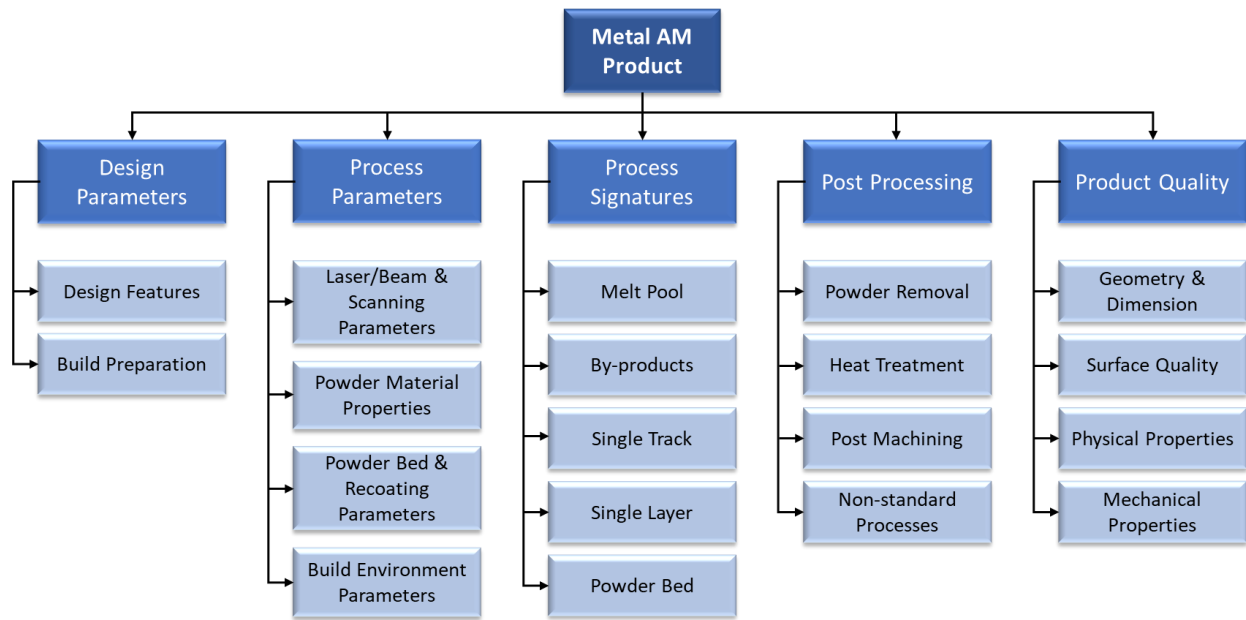 Metal AM
Product
Design
Parameters
Process
Parameters
Process
Signatures
Post Processing
Product Quality
Design Features
Build Preparation
Laser/Beam &
Scanning
Parameters
Powder Material
Properties
Powder Bed &
Recoating
Parameters
Build Environment
Parameters
Melt Pool
By-products
Single Track
Single Layer
Powder Bed
Powder Removal
Heat Treatment
Post Machining
Non-standard
Processes
Geometry &
Dimension
Surface Quality
Physical Properties
Mechanical
Properties